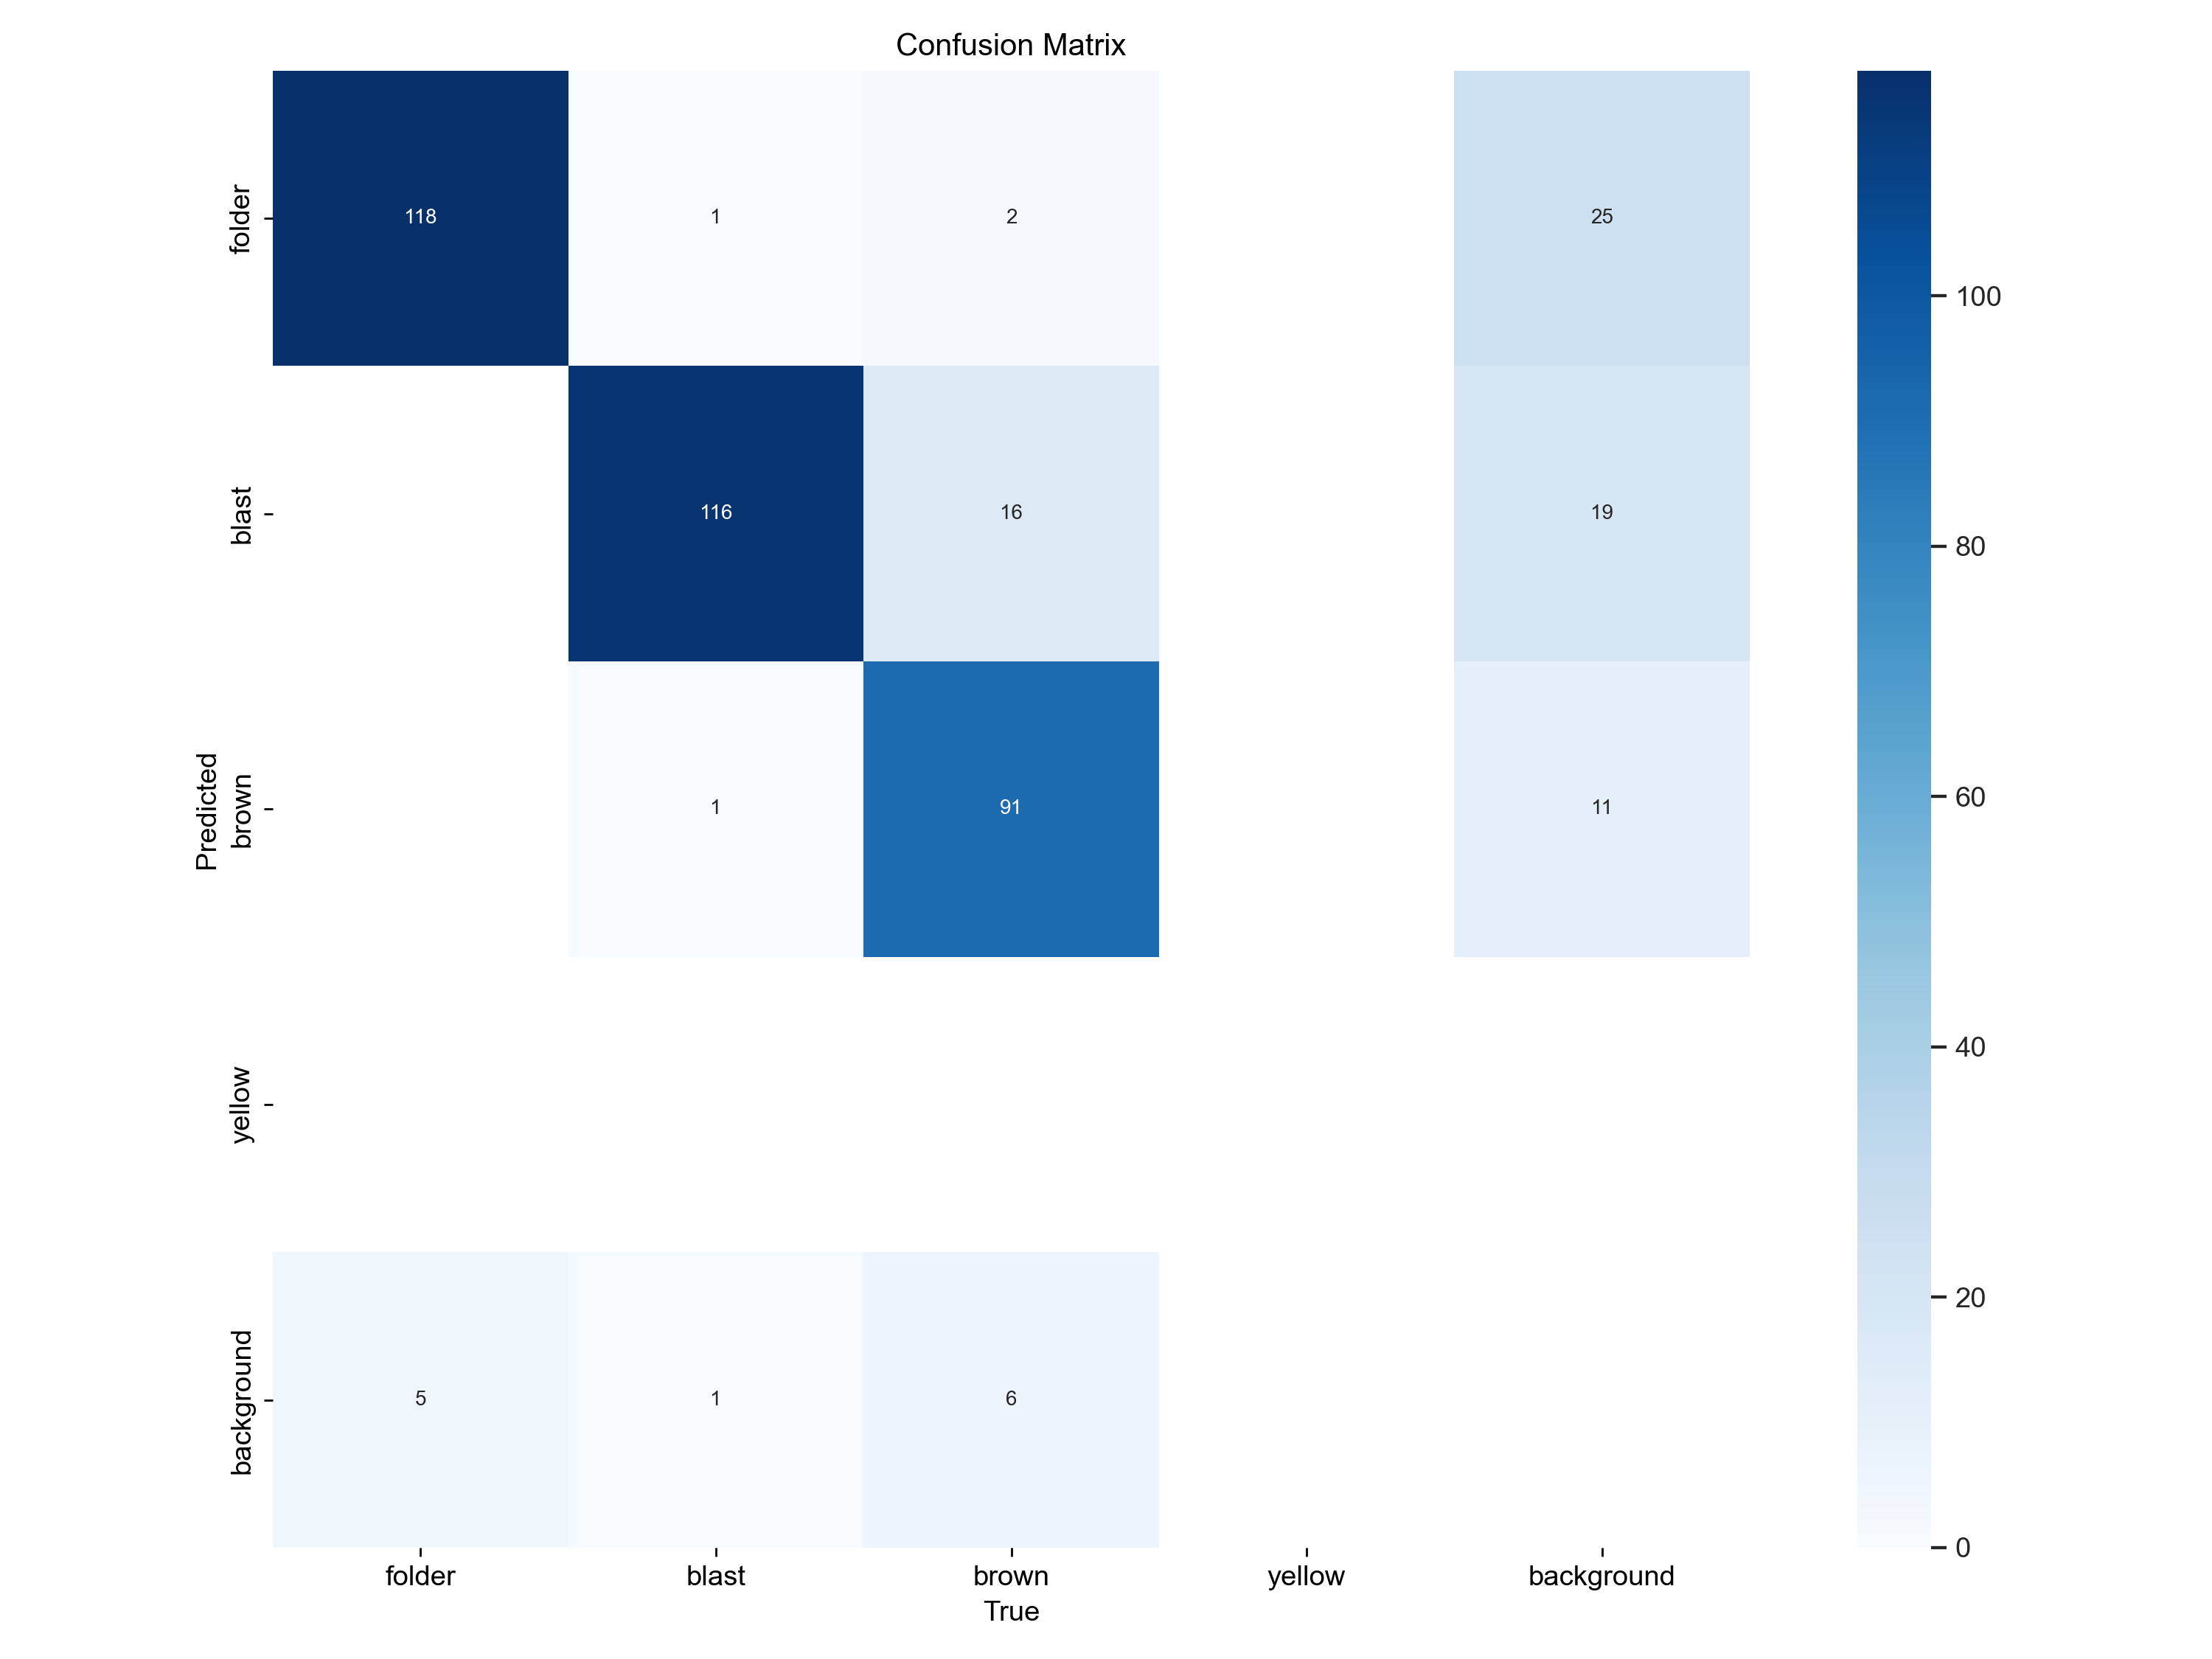 Confusion Matrix
folder
118
1
2
25
blast
116
16
19
Predicted
brown
1
91
11
yellow
background
5
1
6
folder
blast
brown
yellow
background
True
100
80
60
40
20
0